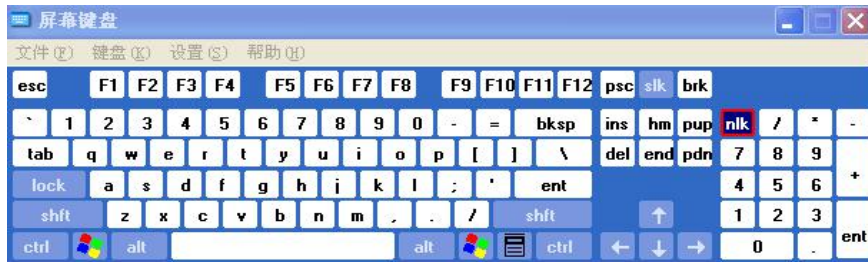 屏幕键盘
文件(F) 键盘(K) 设置(S) 帮助(H)
esc F1 F2 F3 F4 F5 F6 F7 F8 F9 F10 F11 F12 psc slk brk
` 1 2 3 4 5 6 7 8 9 0 - = bksp ins hm pup nlk / * -
tab q w e r t y u i o p [ ] \ del end pdn 7 8 9 +
lock a s d f g h j k l ; ' ent 4 5 6
shft z x c v b n m , . / shft ↑ 1 2 3 ent
ctrl alt alt ctrl ← ↓ → 0 .